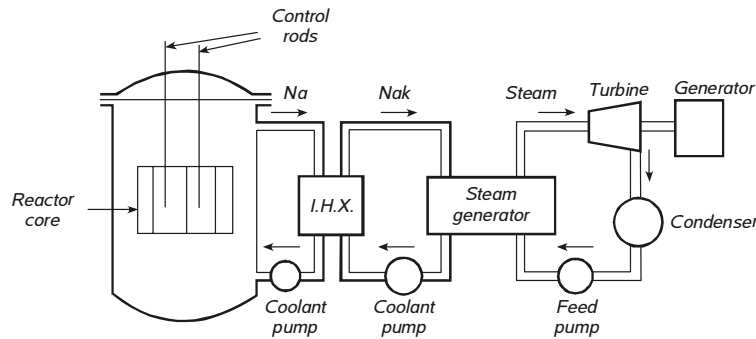 Control
rods
Na
Nak
Steam
Turbine
Generator
Reactor
core
I.H.X.
Steam
generator
Condenser
Coolant
pump
Coolant
pump
Feed
pump